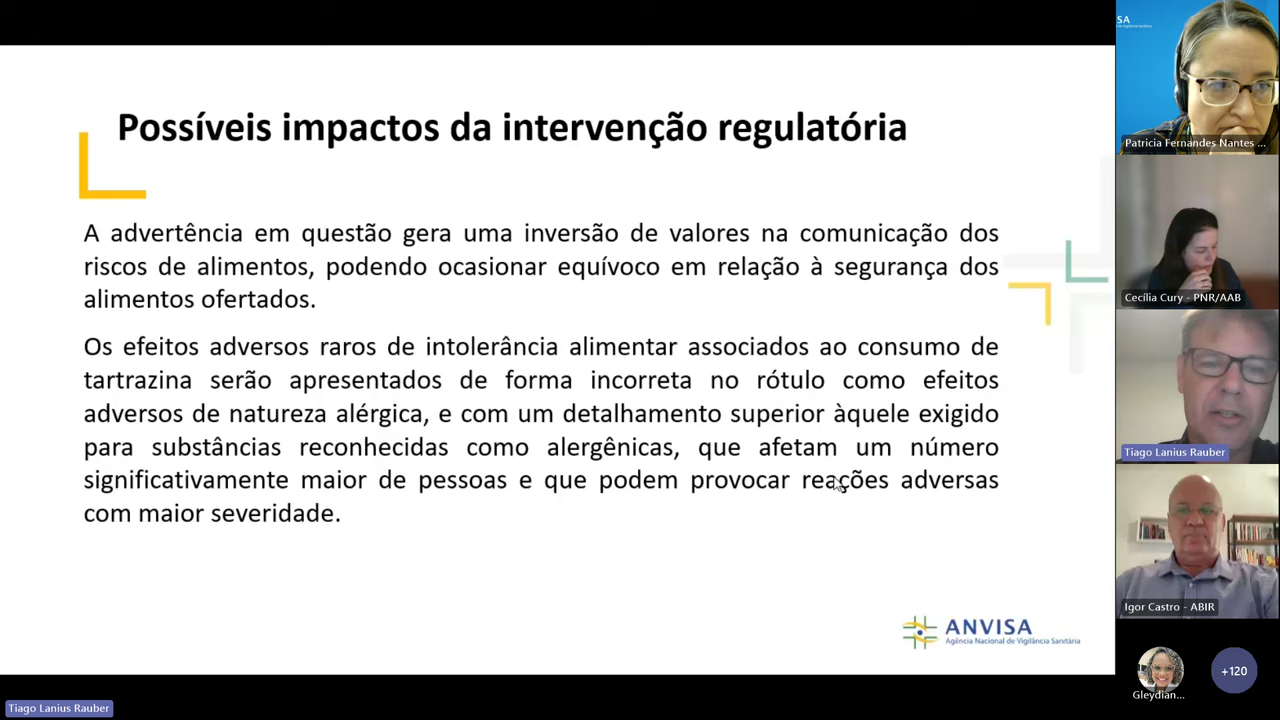 Possíveis impactos da intervenção regulatória
A advertência em questão gera uma inversão de valores na comunicação dos
riscos de alimentos, podendo ocasionar equívoco em relação à segurança dos
alimentos ofertados.
Os efeitos adversos raros de intolerância alimentar associados ao consumo de
tartrazina serão apresentados de forma incorreta no rótulo como efeitos
adversos de natureza alérgica, e com um detalhamento superior àquele exigido
para substâncias reconhecidas como alergênicas, que afetam um número
significativamente maior de pessoas e que podem provocar reações adversas
com maior severidade.
ANVISA
Agência Nacional de Vigilância Sanitária
SA
Patricia Fernandes Nantes ...
Cecília Cury - PNR/AAB
Tiago Lanius Rauber
Igor Castro - ABIR
Gleydian...
+120
Tiago Lanius Rauber